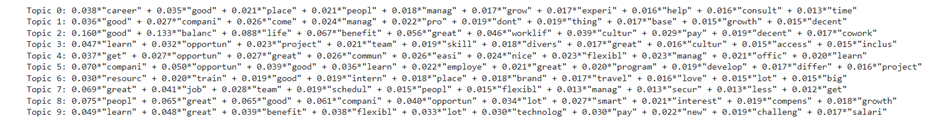 Topic 0: 0.038*"career" + 0.035*"good" + 0.021*"place" + 0.021*"peopl" + 0.018*"manag" + 0.017*"grow" + 0.017*"experi" + 0.016*"help" + 0.016*"consult" + 0.013*"time"
Topic 1: 0.036*"good" + 0.027*"compani" + 0.026*"come" + 0.024*"manag" + 0.022*"pro" + 0.019*"dont" + 0.019*"thing" + 0.017*"base" + 0.015*"growth" + 0.015*"decent"
Topic 2: 0.160*"good" + 0.133*"balanc" + 0.088*"life" + 0.067*"benefit" + 0.056*"great" + 0.046*"worklif" + 0.039*"cultur" + 0.029*"pay" + 0.019*"decent" + 0.017*"cowork"
Topic 3: 0.047*"learn" + 0.032*"opportun" + 0.023*"project" + 0.021*"team" + 0.019*"skill" + 0.018*"divers" + 0.017*"great" + 0.016*"cultur" + 0.015*"access" + 0.015*"inclus"
Topic 4: 0.037*"get" + 0.027*"opportun" + 0.027*"great" + 0.026*"commun" + 0.026*"easi" + 0.024*"nice" + 0.023*"flexibl" + 0.023*"manag" + 0.021*"offic" + 0.020*"learn"
Topic 5: 0.070*"compani" + 0.050*"opportun" + 0.039*"good" + 0.036*"learn" + 0.022*"employe" + 0.021*"great" + 0.020*"program" + 0.019*"develop" + 0.017*"differ" + 0.016*"project"
Topic 6: 0.030*"resourc" + 0.020*"train" + 0.019*"good" + 0.019*"intern" + 0.018*"place" + 0.018*"brand" + 0.017*"travel" + 0.016*"love" + 0.015*"lot" + 0.015*"big"
Topic 7: 0.069*"great" + 0.041*"job" + 0.028*"team" + 0.019*"schedul" + 0.015*"peopl" + 0.015*"flexibl" + 0.013*"manag" + 0.013*"secur" + 0.013*"less" + 0.012*"get"
Topic 8: 0.075*"peopl" + 0.065*"great" + 0.065*"good" + 0.061*"compani" + 0.040*"opportun" + 0.034*"lot" + 0.027*"smart" + 0.021*"interest" + 0.019*"compens" + 0.018*"growth"
Topic 9: 0.049*"learn" + 0.048*"great" + 0.039*"benefit" + 0.038*"flexibl" + 0.033*"lot" + 0.030*"technolog" + 0.030*"pay" + 0.022*"new" + 0.019*"challeng" + 0.017*"salari"